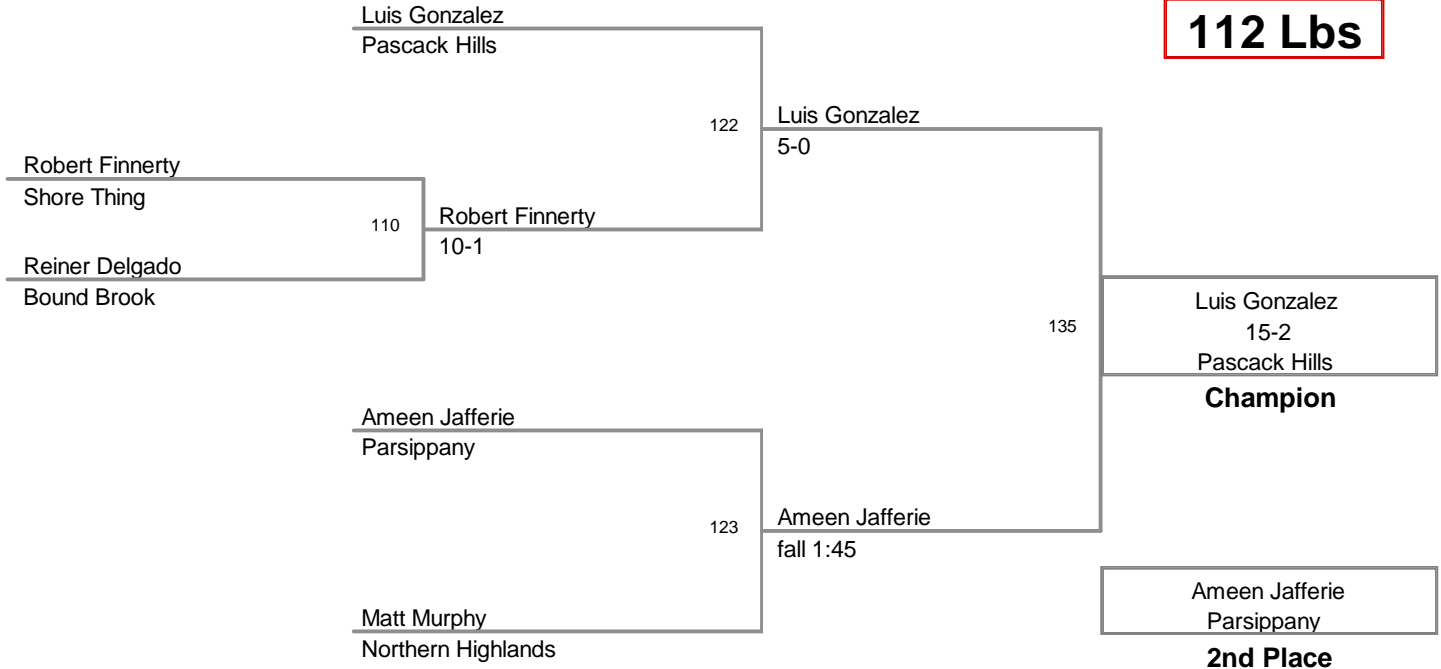 112 Lbs
Luis Gonzalez
Pascack Hills
122
Luis Gonzalez
5-0
Robert Finnerty
Shore Thing
110
Robert Finnerty
10-1
Reiner Delgado
Bound Brook
135
Luis Gonzalez
15-2
Pascack Hills
Champion
Ameen Jafferie
Parsippany
123
Ameen Jafferie
fall 1:45
Matt Murphy
Northern Highlands
Ameen Jafferie
Parsippany
2nd Place